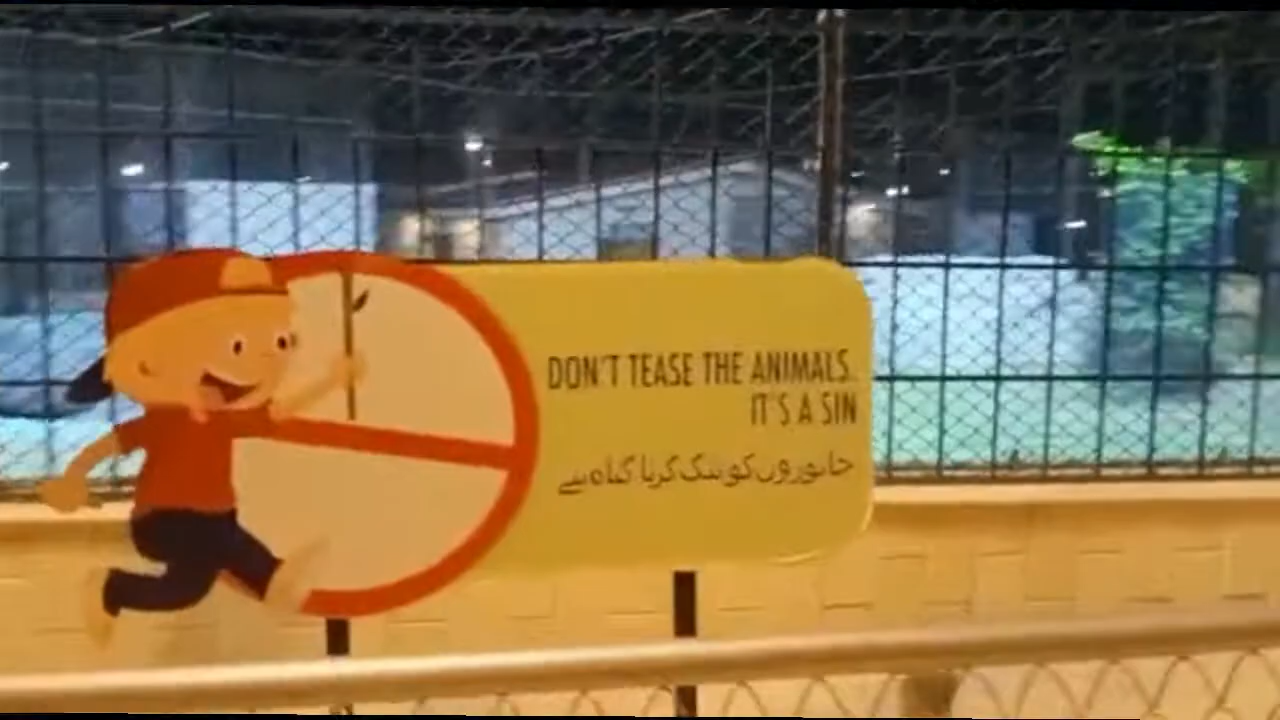 DON'T TEASE THE ANIMALS.
IT'S A SIN
جانوروں کو تنگ کرنا گناہ ہے